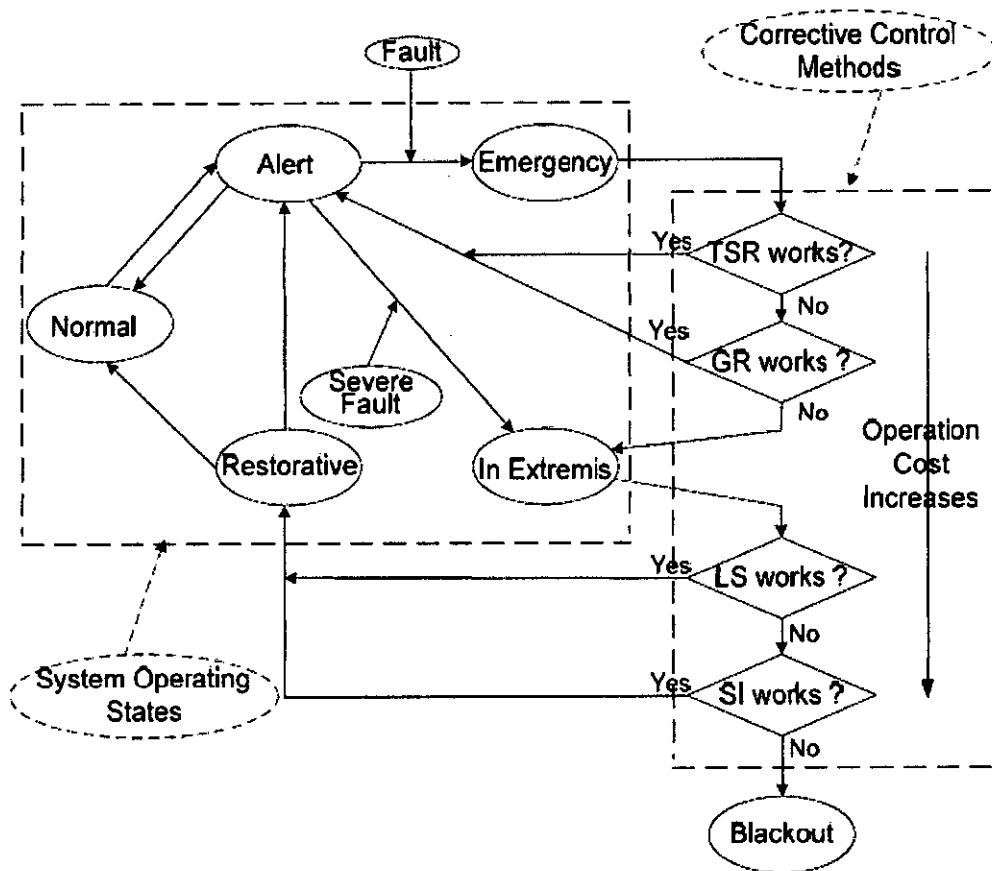 Fault
Corrective Control
Methods
Alert
Emergency
Yes
TSR works?
No
Normal
Yes
GR works ?
No
Severe
Fault
Operation
Cost
Increases
Restorative
In Extremis
Yes
LS works ?
No
System Operating
States
Yes
SI works ?
No
Blackout